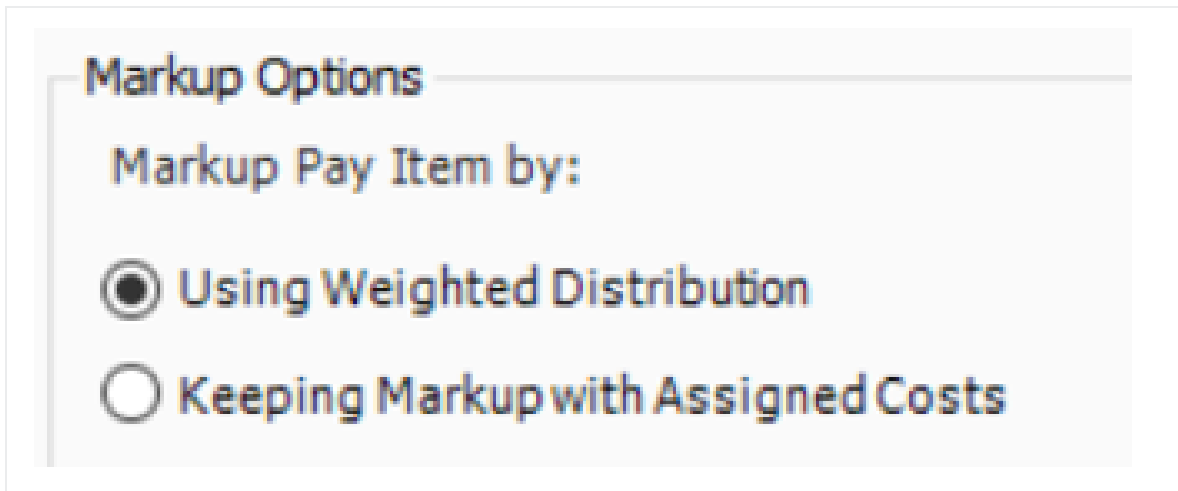 Markup Options
Markup Pay Item by:
Using Weighted Distribution
Keeping Markup with Assigned Costs